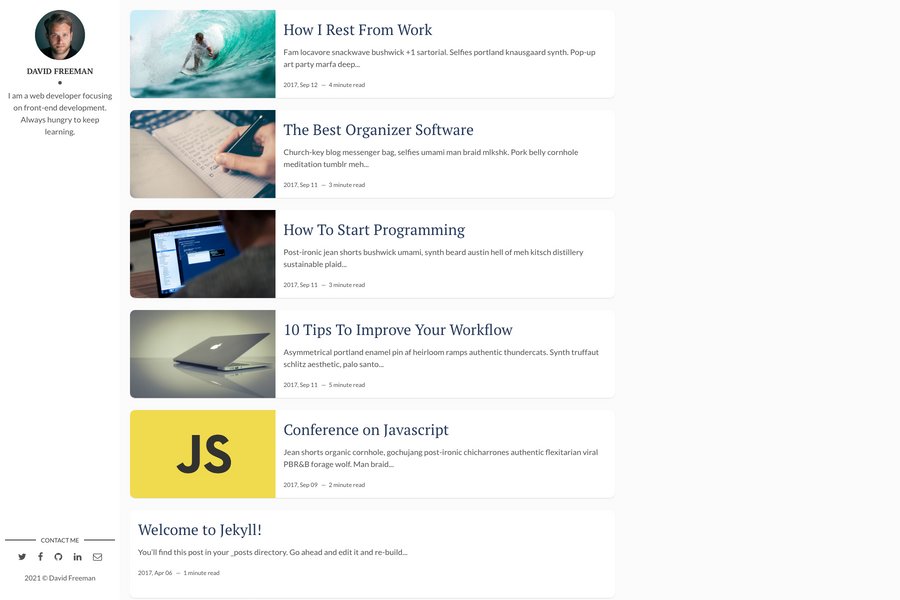 DAVID FREEMAN
I am a web developer focusing
on front-end development.
Always hungry to keep
learning.
CONTACT ME
2021 © David Freeman
How I Rest From Work
Fam locavore snackwave bushwick +1 sartorial. Selfies portland knausgaard synth. Pop-up
art party marfa deep...
2017, Sep 12 — 4 minute read
The Best Organizer Software
Church-key blog messenger bag, selfies umami man braid mlkshk. Pork belly cornhole
meditation tumblr meh...
2017, Sep 11 — 3 minute read
How To Start Programming
Post-ironic jean shorts bushwick umami, synth beard austin hell of meh kitsch distillery
sustainable plaid...
2017, Sep 11 — 3 minute read
10 Tips To Improve Your Workflow
Asymmetrical portland enamel pin af heirloom ramps authentic thundercats. Synth truffaut
schlitz aesthetic, palo santo...
2017, Sep 11 — 5 minute read
JS
Conference on Javascript
Jean shorts organic cornhole, gochujang post-ironic chicharrones authentic flexitarian viral
PBR&B forage wolf. Man braid...
2017, Sep 09 — 2 minute read
Welcome to Jekyll!
You'll find this post in your _posts directory. Go ahead and edit it and re-build...
2017, Apr 06 — 1 minute read